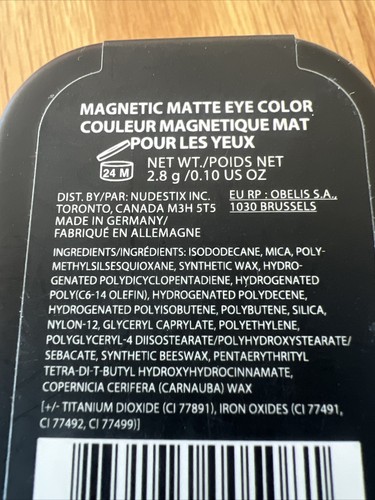 MAGNETIC MATTE EYE COLOR
COULEUR MAGNETIQUE MAT
POUR LES YEUX
24 M
NET WT./POIDS NET
2.8 g /0.10 US OZ
DIST. BY/PAR: NUDESTIX INC.
TORONTO, CANADA M3H 5T5
MADE IN GERMANY/
FABRIQUÉ EN ALLEMAGNE
EU RP : OBELIS S.A.,
1030 BRUSSELS
INGREDIENTS/INGRÉDIENTS: ISODODECANE, MICA, POLY-
METHYLSILSESQUIOXANE, SYNTHETIC WAX, HYDRO-
GENATED POLYDICYCLOPENTADIENE, HYDROGENATED
POLY(C6-14 OLEFIN), HYDROGENATED POLYDECENE,
HYDROGENATED POLYISOBUTENE, POLYBUTENE, SILICA,
NYLON-12, GLYCERYL CAPRYLATE, POLYETHYLENE,
POLYGLYCERYL-4 DIISOSTEARATE/POLYHYDROXYSTEARATE/
SEBACATE, SYNTHETIC BEESWAX, PENTAERYTHRITYL
TETRA-DI-T-BUTYL HYDROXYHYDROCINNAMATE,
COPERNICIA CERIFERA (CARNAUBA) WAX
[+/- TITANIUM DIOXIDE (CI 77891), IRON OXIDES (CI 77491,
CI 77492, CI 77499)]